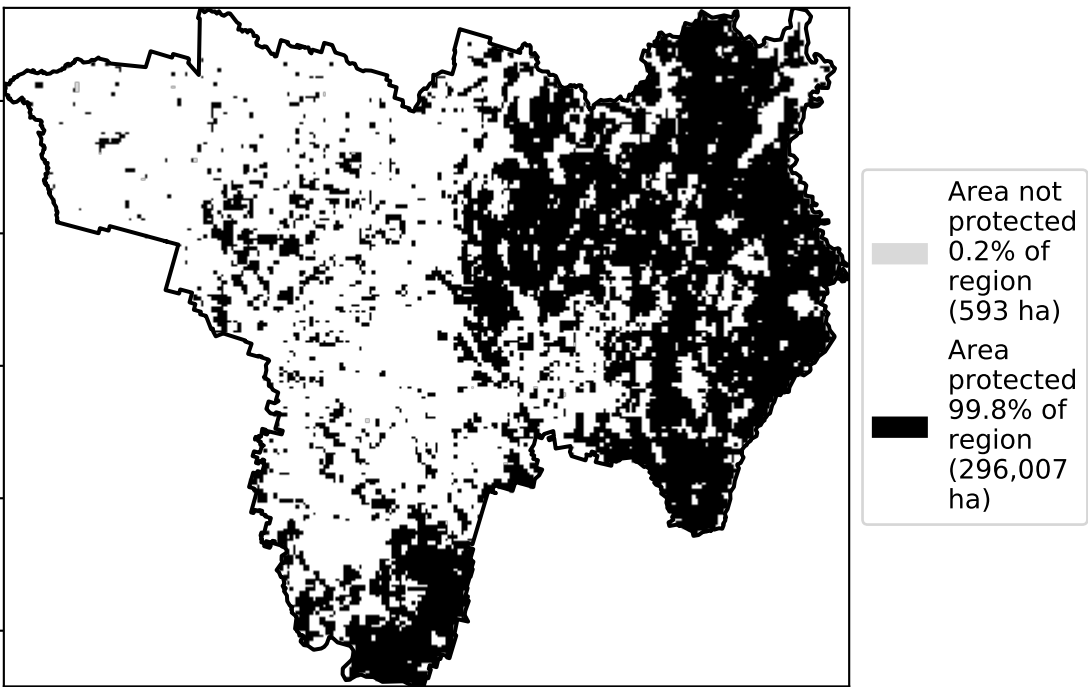 Area not
protected
0.2% of
region
(593 ha)
Area
protected
99.8% of
region
(296,007
ha)